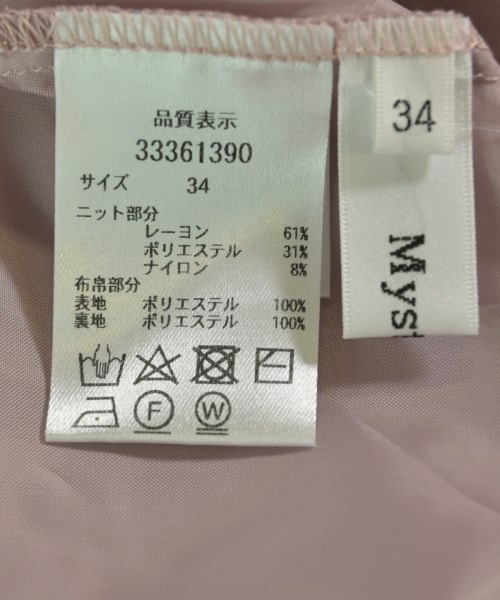 品質表示
33361390
サイズ 34
ニット部分
レーヨン 61%
ポリエステル 31%
ナイロン 8%
布帛部分
表地 ポリエステル 100%
裏地 ポリエステル 100%
F W
34
Myst